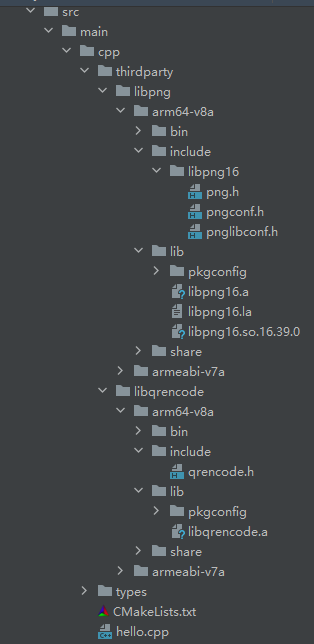 src
main
cpp
thirdparty
libpng
arm64-v8a
bin
include
libpng16
png.h
pngconf.h
pnglibconf.h
lib
pkgconfig
libpng16.a
libpng16.la
libpng16.so.16.39.0
share
armeabi-v7a
libqrencode
arm64-v8a
bin
include
qrencode.h
lib
pkgconfig
libqrencode.a
share
armeabi-v7a
types
CMakeLists.txt
hello.cpp